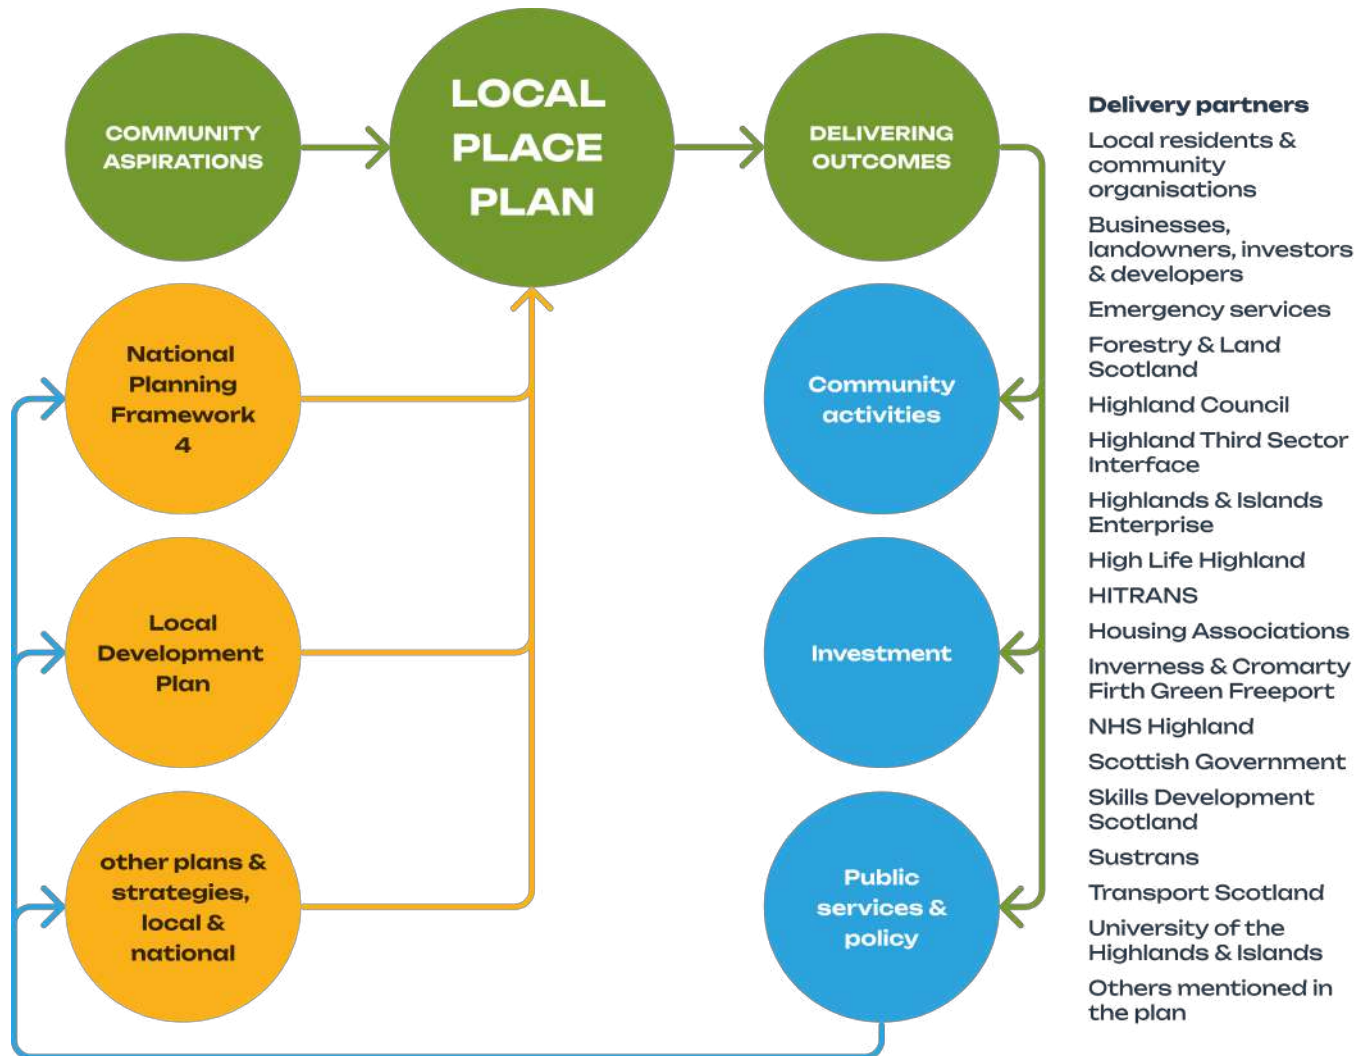 COMMUNITY
ASPIRATIONS
LOCAL
PLACE
PLAN
DELIVERING
OUTCOMES
National
Planning
Framework
4
Local
Development
Plan
other plans &
strategies,
local &
national
Community
activities
Investment
Public
services &
policy
Delivery partners
Local residents &
community
organisations
Businesses,
landowners, investors
& developers
Emergency services
Forestry & Land
Scotland
Highland Council
Highland Third Sector
Interface
Highlands & Islands
Enterprise
High Life Highland
HITRANS
Housing Associations
Inverness & Cromarty
Firth Green Freeport
NHS Highland
Scottish Government
Skills Development
Scotland
Sustrans
Transport Scotland
University of the
Highlands & Islands
Others mentioned in
the plan